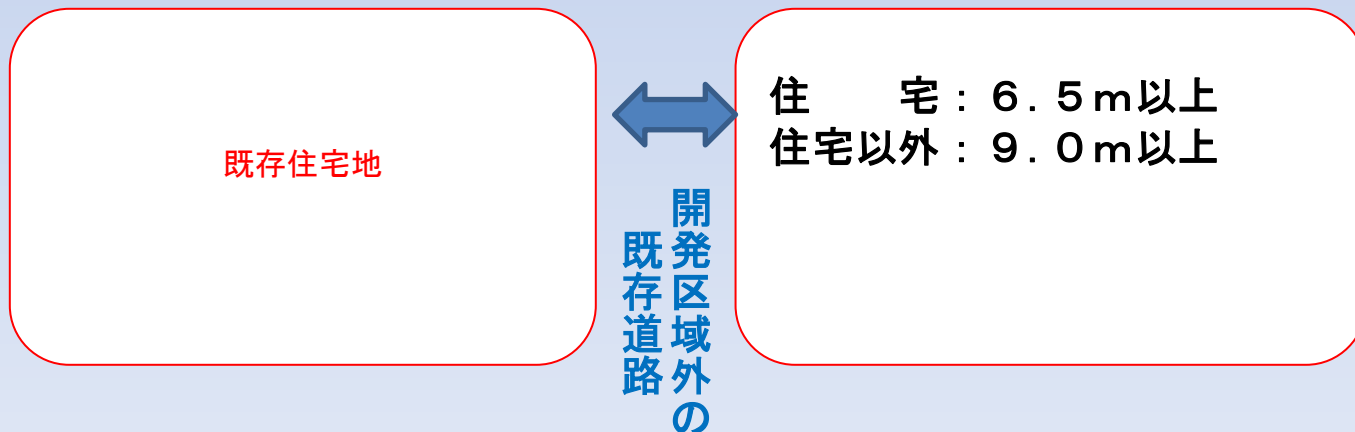 既存住宅地
住　　宅：６．５ｍ以上
住宅以外：９．０ｍ以上
開発区域外の
既存道路